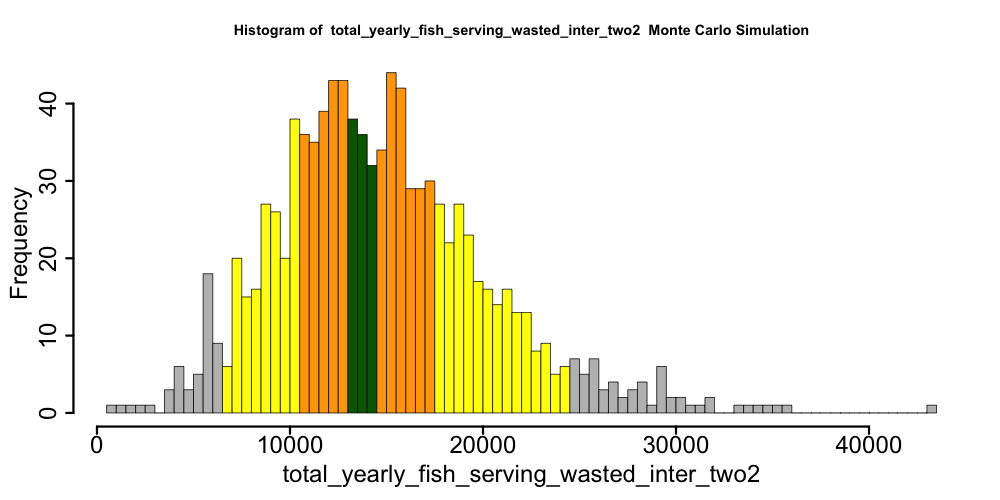 Histogram of total_yearly_fish_serving_wasted_inter_two2 Monte Carlo Simulation
Frequency
40
30
20
10
0
0 10000 20000 30000 40000
total_yearly_fish_serving_wasted_inter_two2